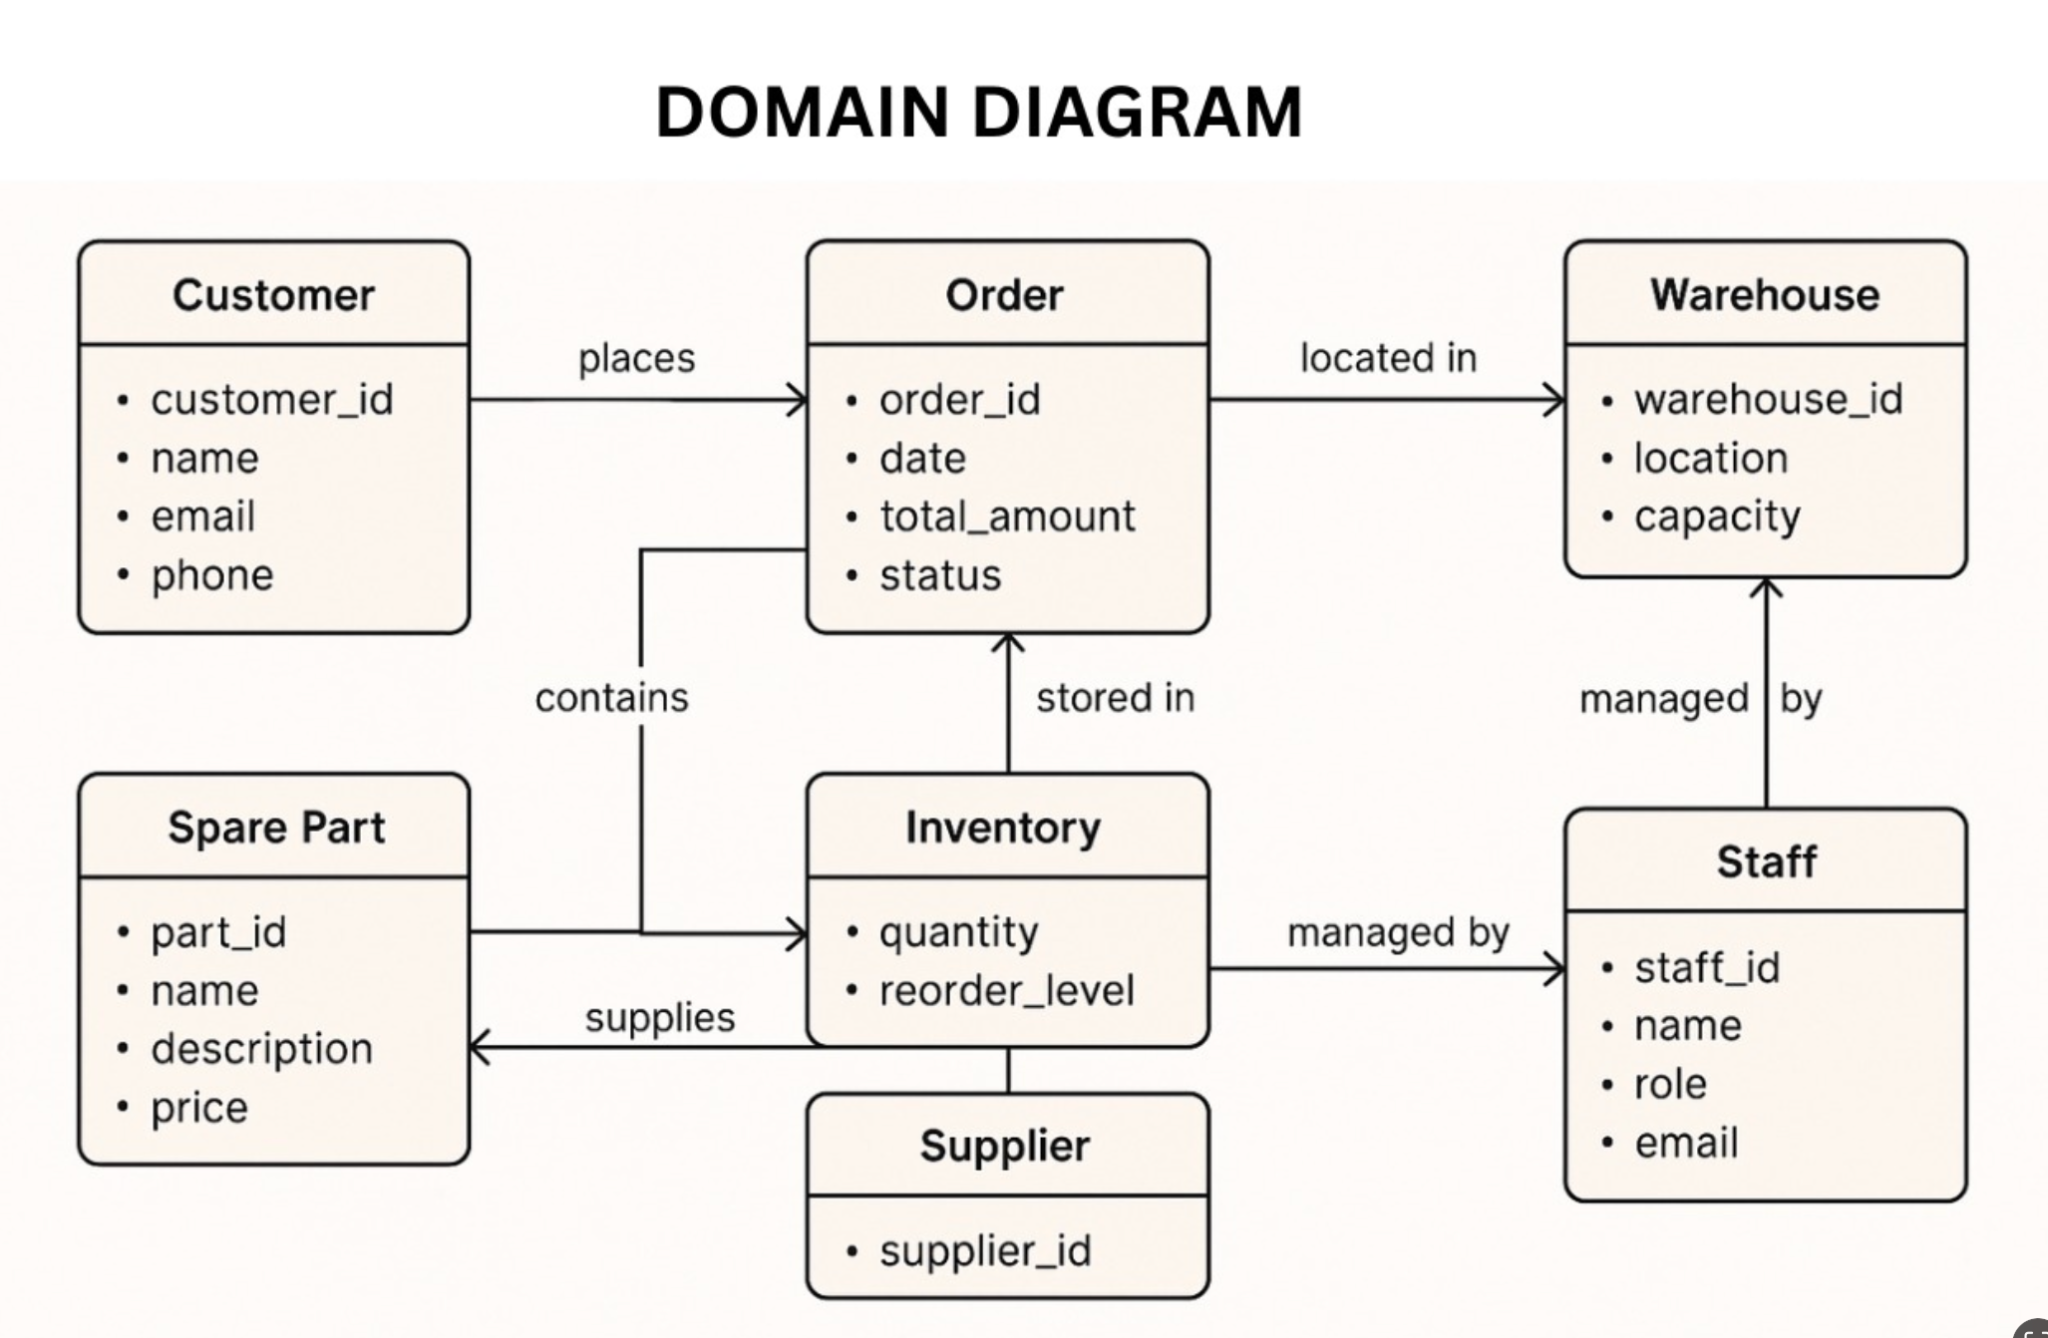 DOMAIN DIAGRAM
Customer
• customer_id
• name
• email
• phone
places
Order
• order_id
• date
• total_amount
• status
located in
Warehouse
• warehouse_id
• location
• capacity
contains
stored in
managed by
Spare Part
• part_id
• name
• description
• price
supplies
Inventory
• quantity
• reorder_level
managed by
Staff
• staff_id
• name
• role
• email
Supplier
• supplier_id